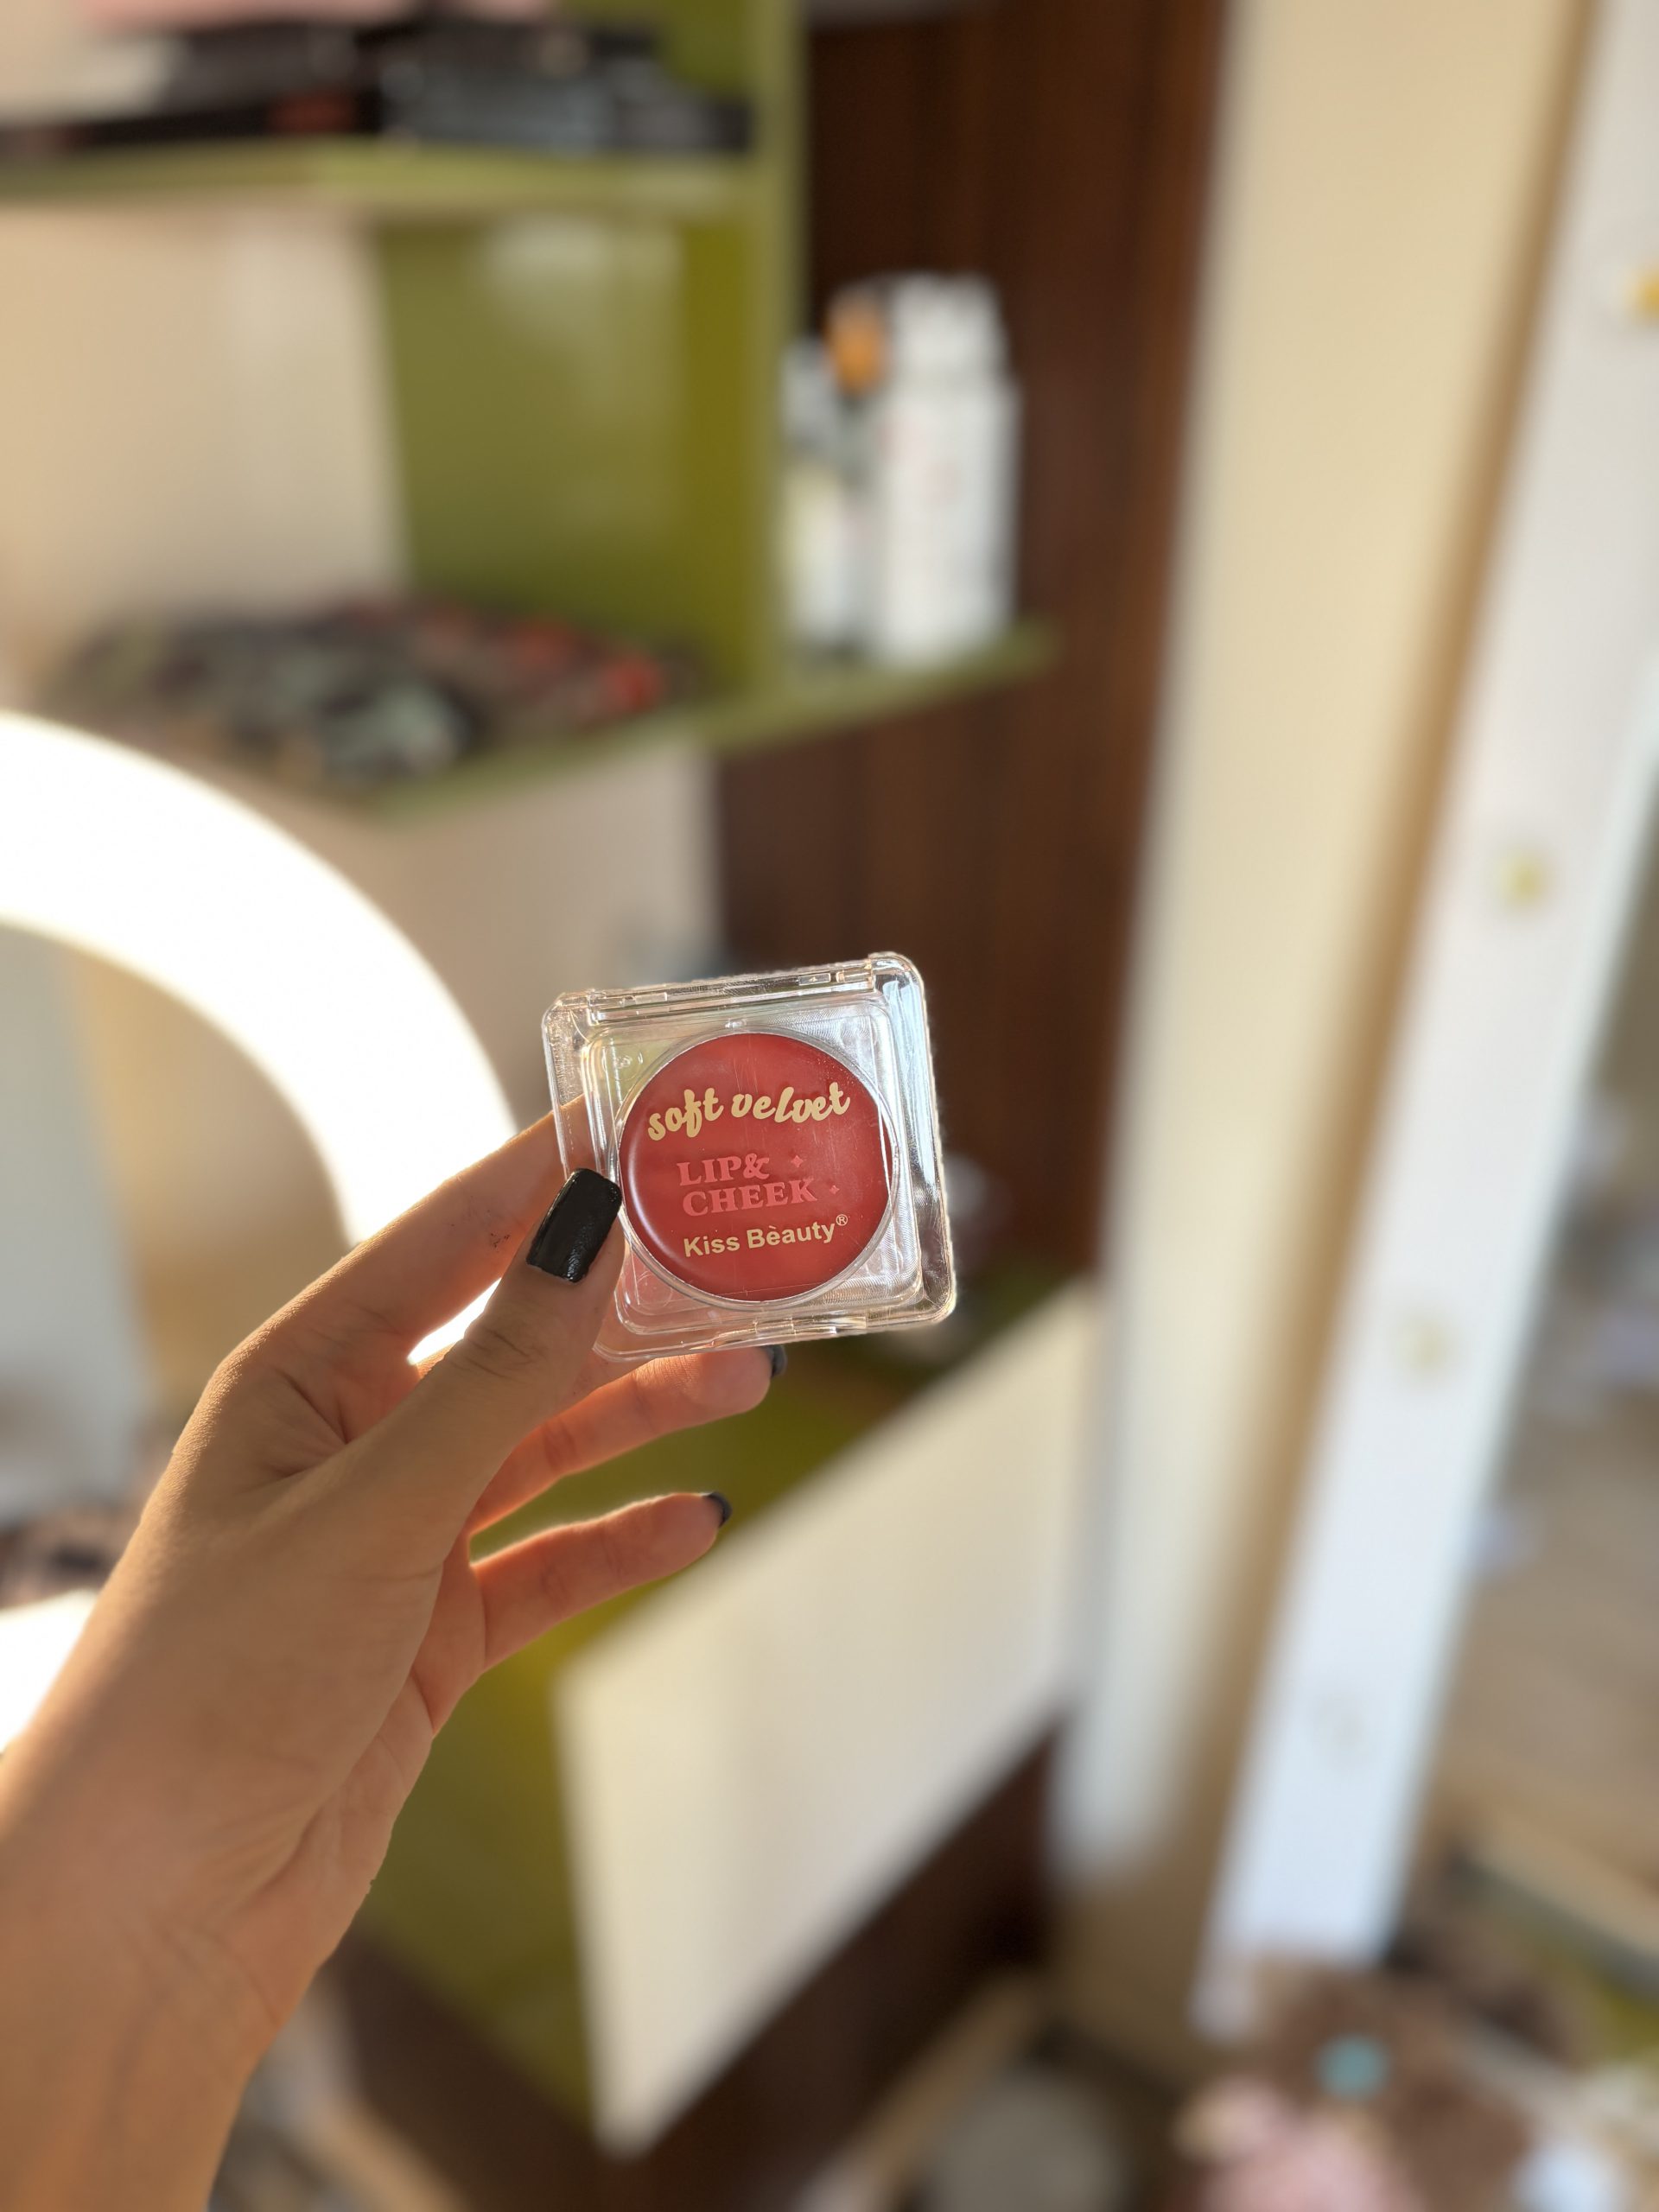 soft velvet
LIP&
CHEEK
Kiss Bèauty®